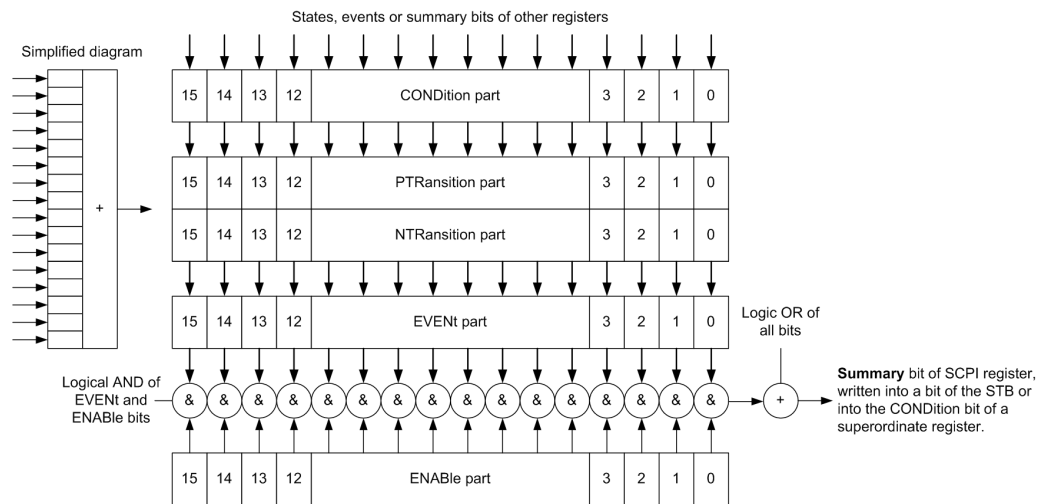 States, events or summary bits of other registers
Simplified diagram
15 14 13 12 CONDition part 3 2 1 0
15 14 13 12 PTRansition part 3 2 1 0
+
15 14 13 12 NTRansition part 3 2 1 0
15 14 13 12 EVENt part 3 2 1 0
Logic OR of
all bits
Logical AND of
EVENt and
ENABle bits
& & & & & & & & & & & & & & & &
+
Summary bit of SCPI register,
written into a bit of the STB or
into the CONDition bit of a
superordinate register.
15 14 13 12 ENABle part 3 2 1 0